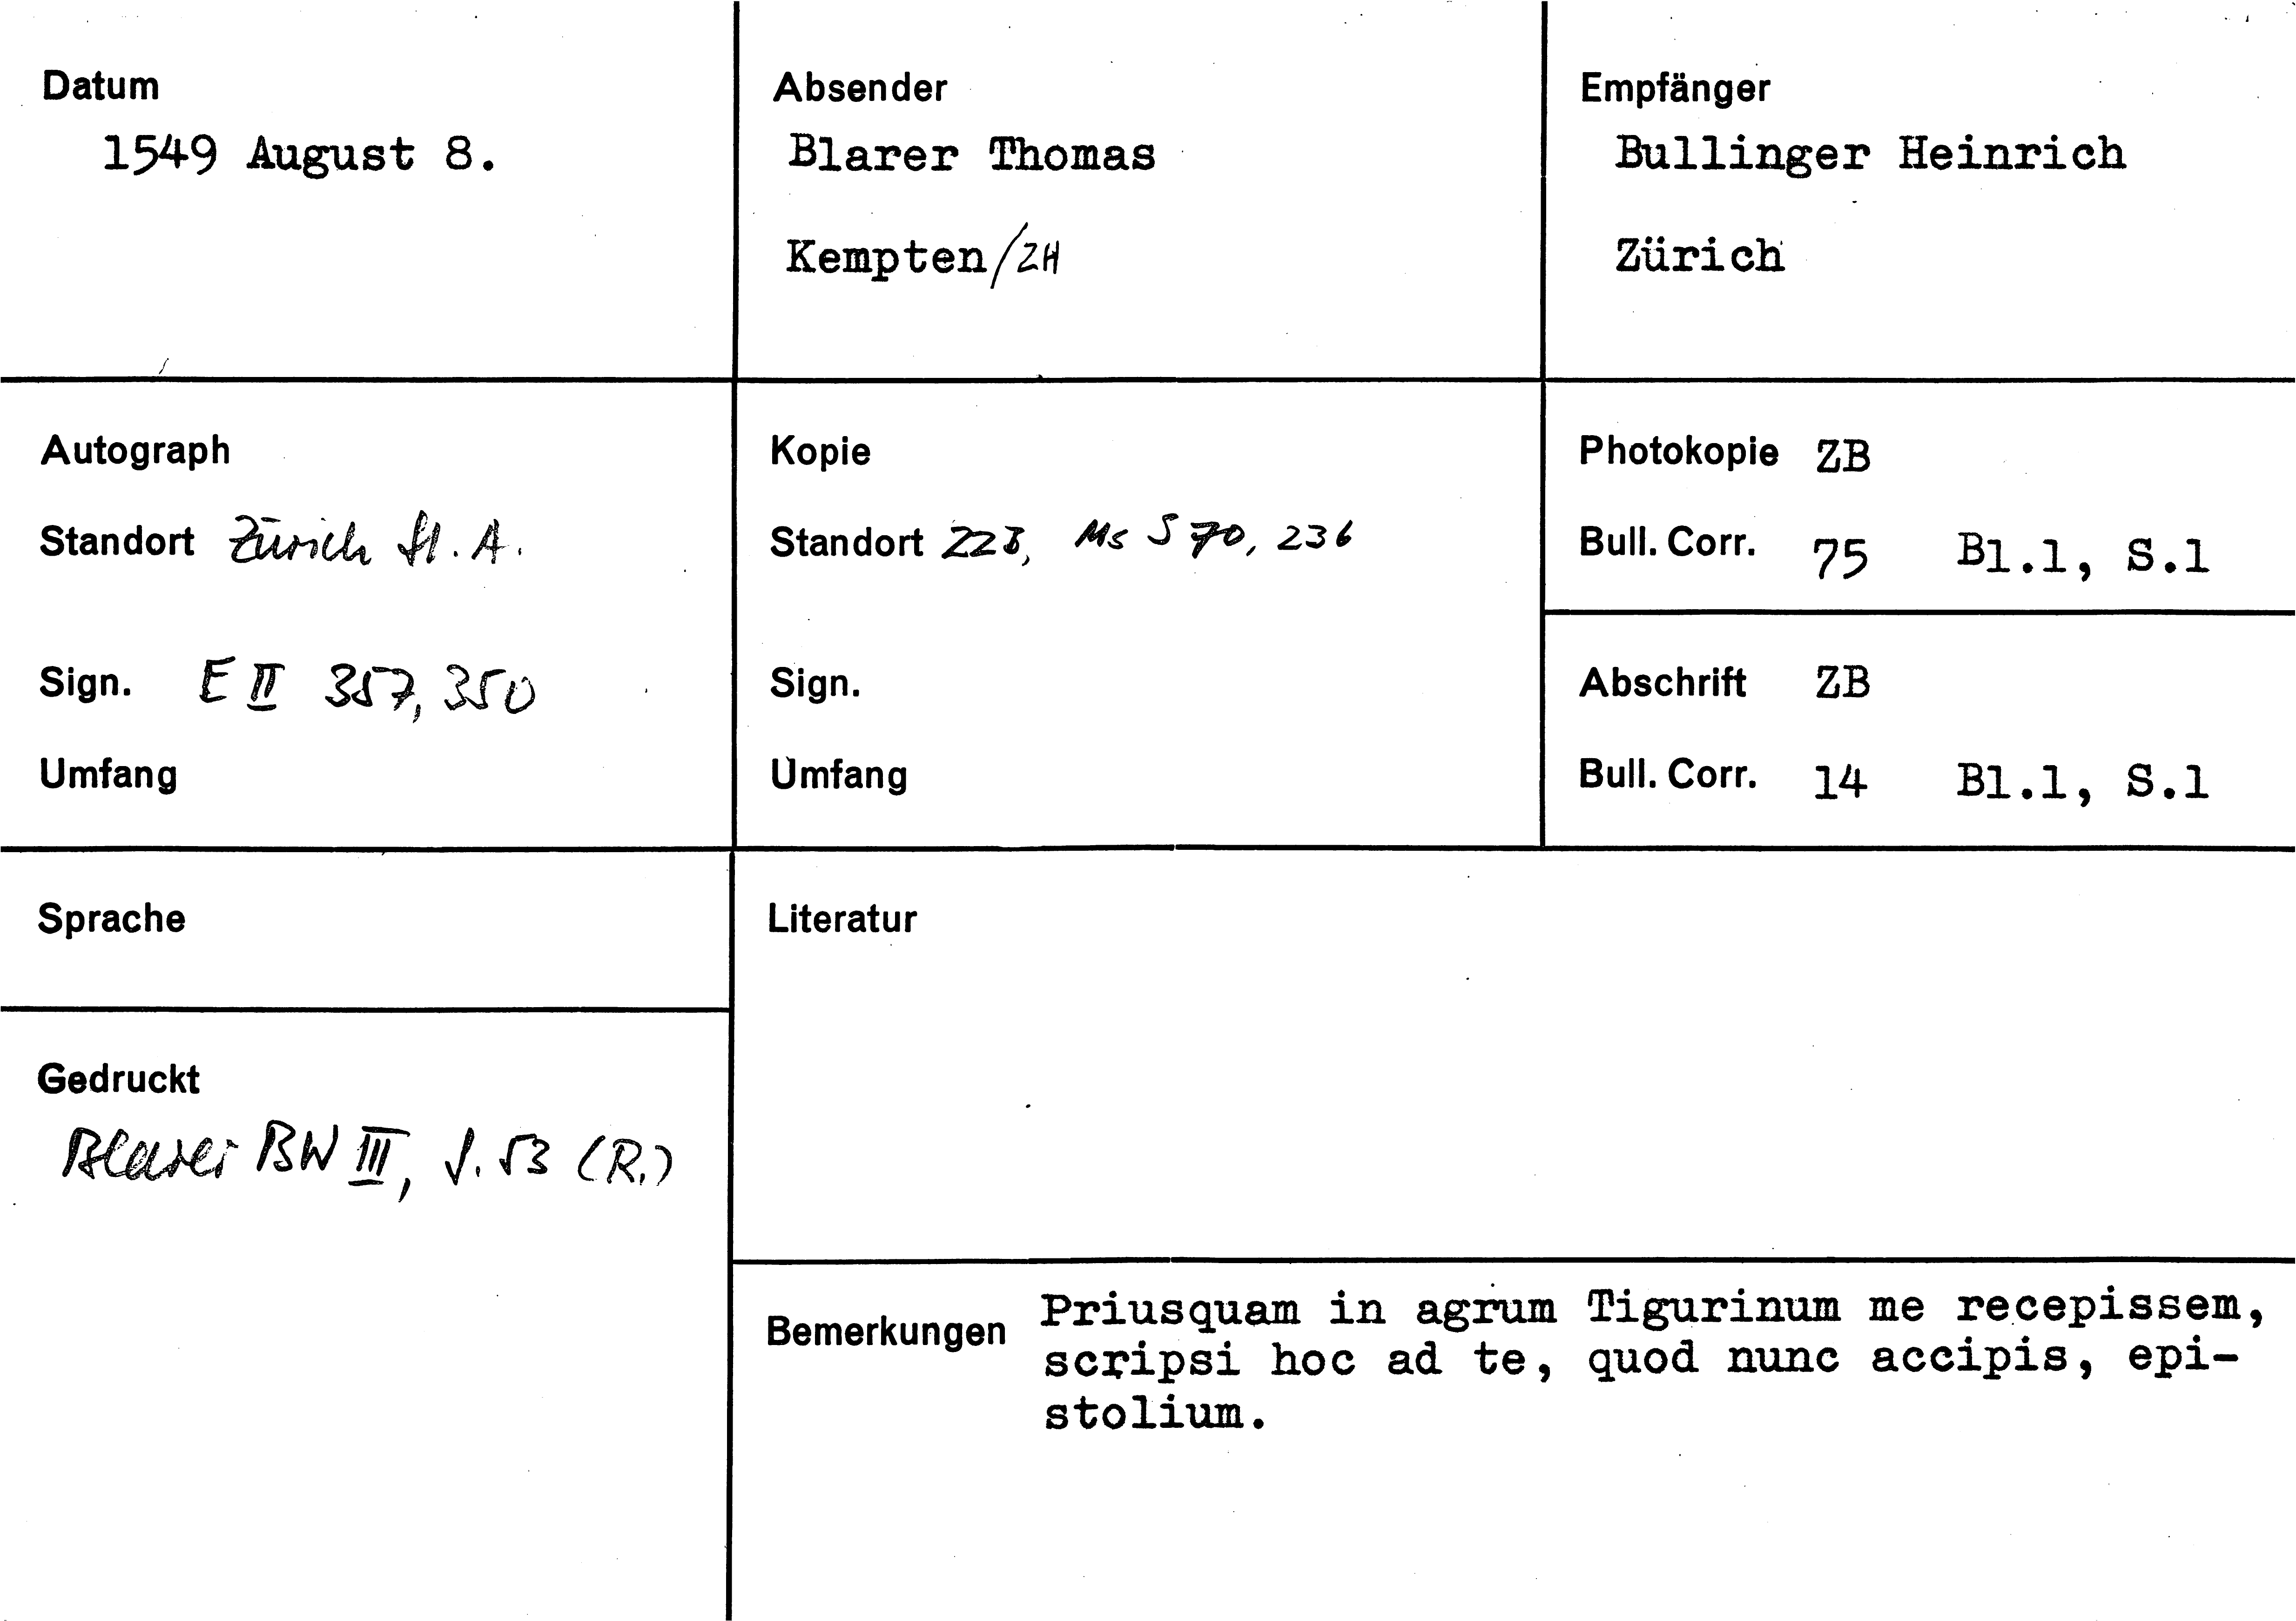 Datum
1549 August 8.
Absender
Blarer Thomas
Kempten/ZH
Empfänger
Bullinger Heinrich
Zürich
Autograph
Standort Zürich St. A.
Sign. E II 357, 350
Umfang
Kopie
Standort ZZB, Ms S 70, 236
Sign.
Umfang
Photokopie ZB
Bull. Corr. 75 Bl.1, S.1
Abschrift ZB
Bull. Corr. 14 Bl.1, S.1
Sprache
Gedruckt
Blarer BW III, S. 53 (R.)
Literatur
Bemerkungen Priusquam in agrum Tigurinum me recepissem,
scripsi hoc ad te, quod nunc accipis, epi-
stolium.